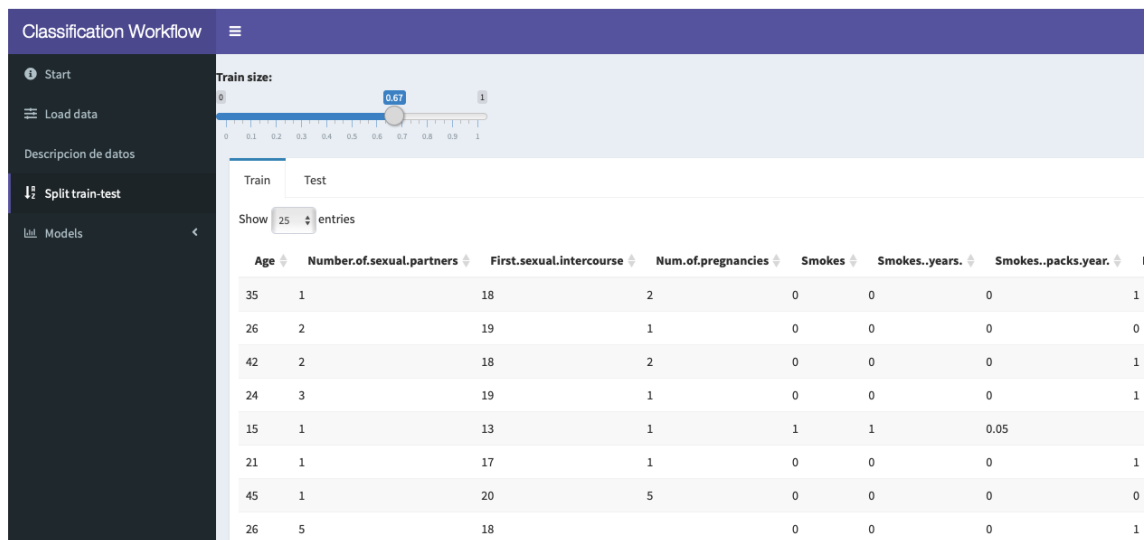 Classification Workflow
Start
Load data
Descripcion de datos
Split train-test
Models
Train size:
0 0.67 1
0 0.1 0.2 0.3 0.4 0.5 0.6 0.7 0.8 0.9 1
Train Test
Show 25 entries
Age Number.of.sexual.partners First.sexual.intercourse Num.of.pregnancies Smokes Smokes..years. Smokes..packs.year.
35 1 18 2 0 0 0 1
26 2 19 1 0 0 0 0
42 2 18 2 0 0 0 1
24 3 19 1 0 0 0 1
15 1 13 1 1 1 0.05
21 1 17 1 0 0 0 1
45 1 20 5 0 0 0 0
26 5 18 0 0 0 1